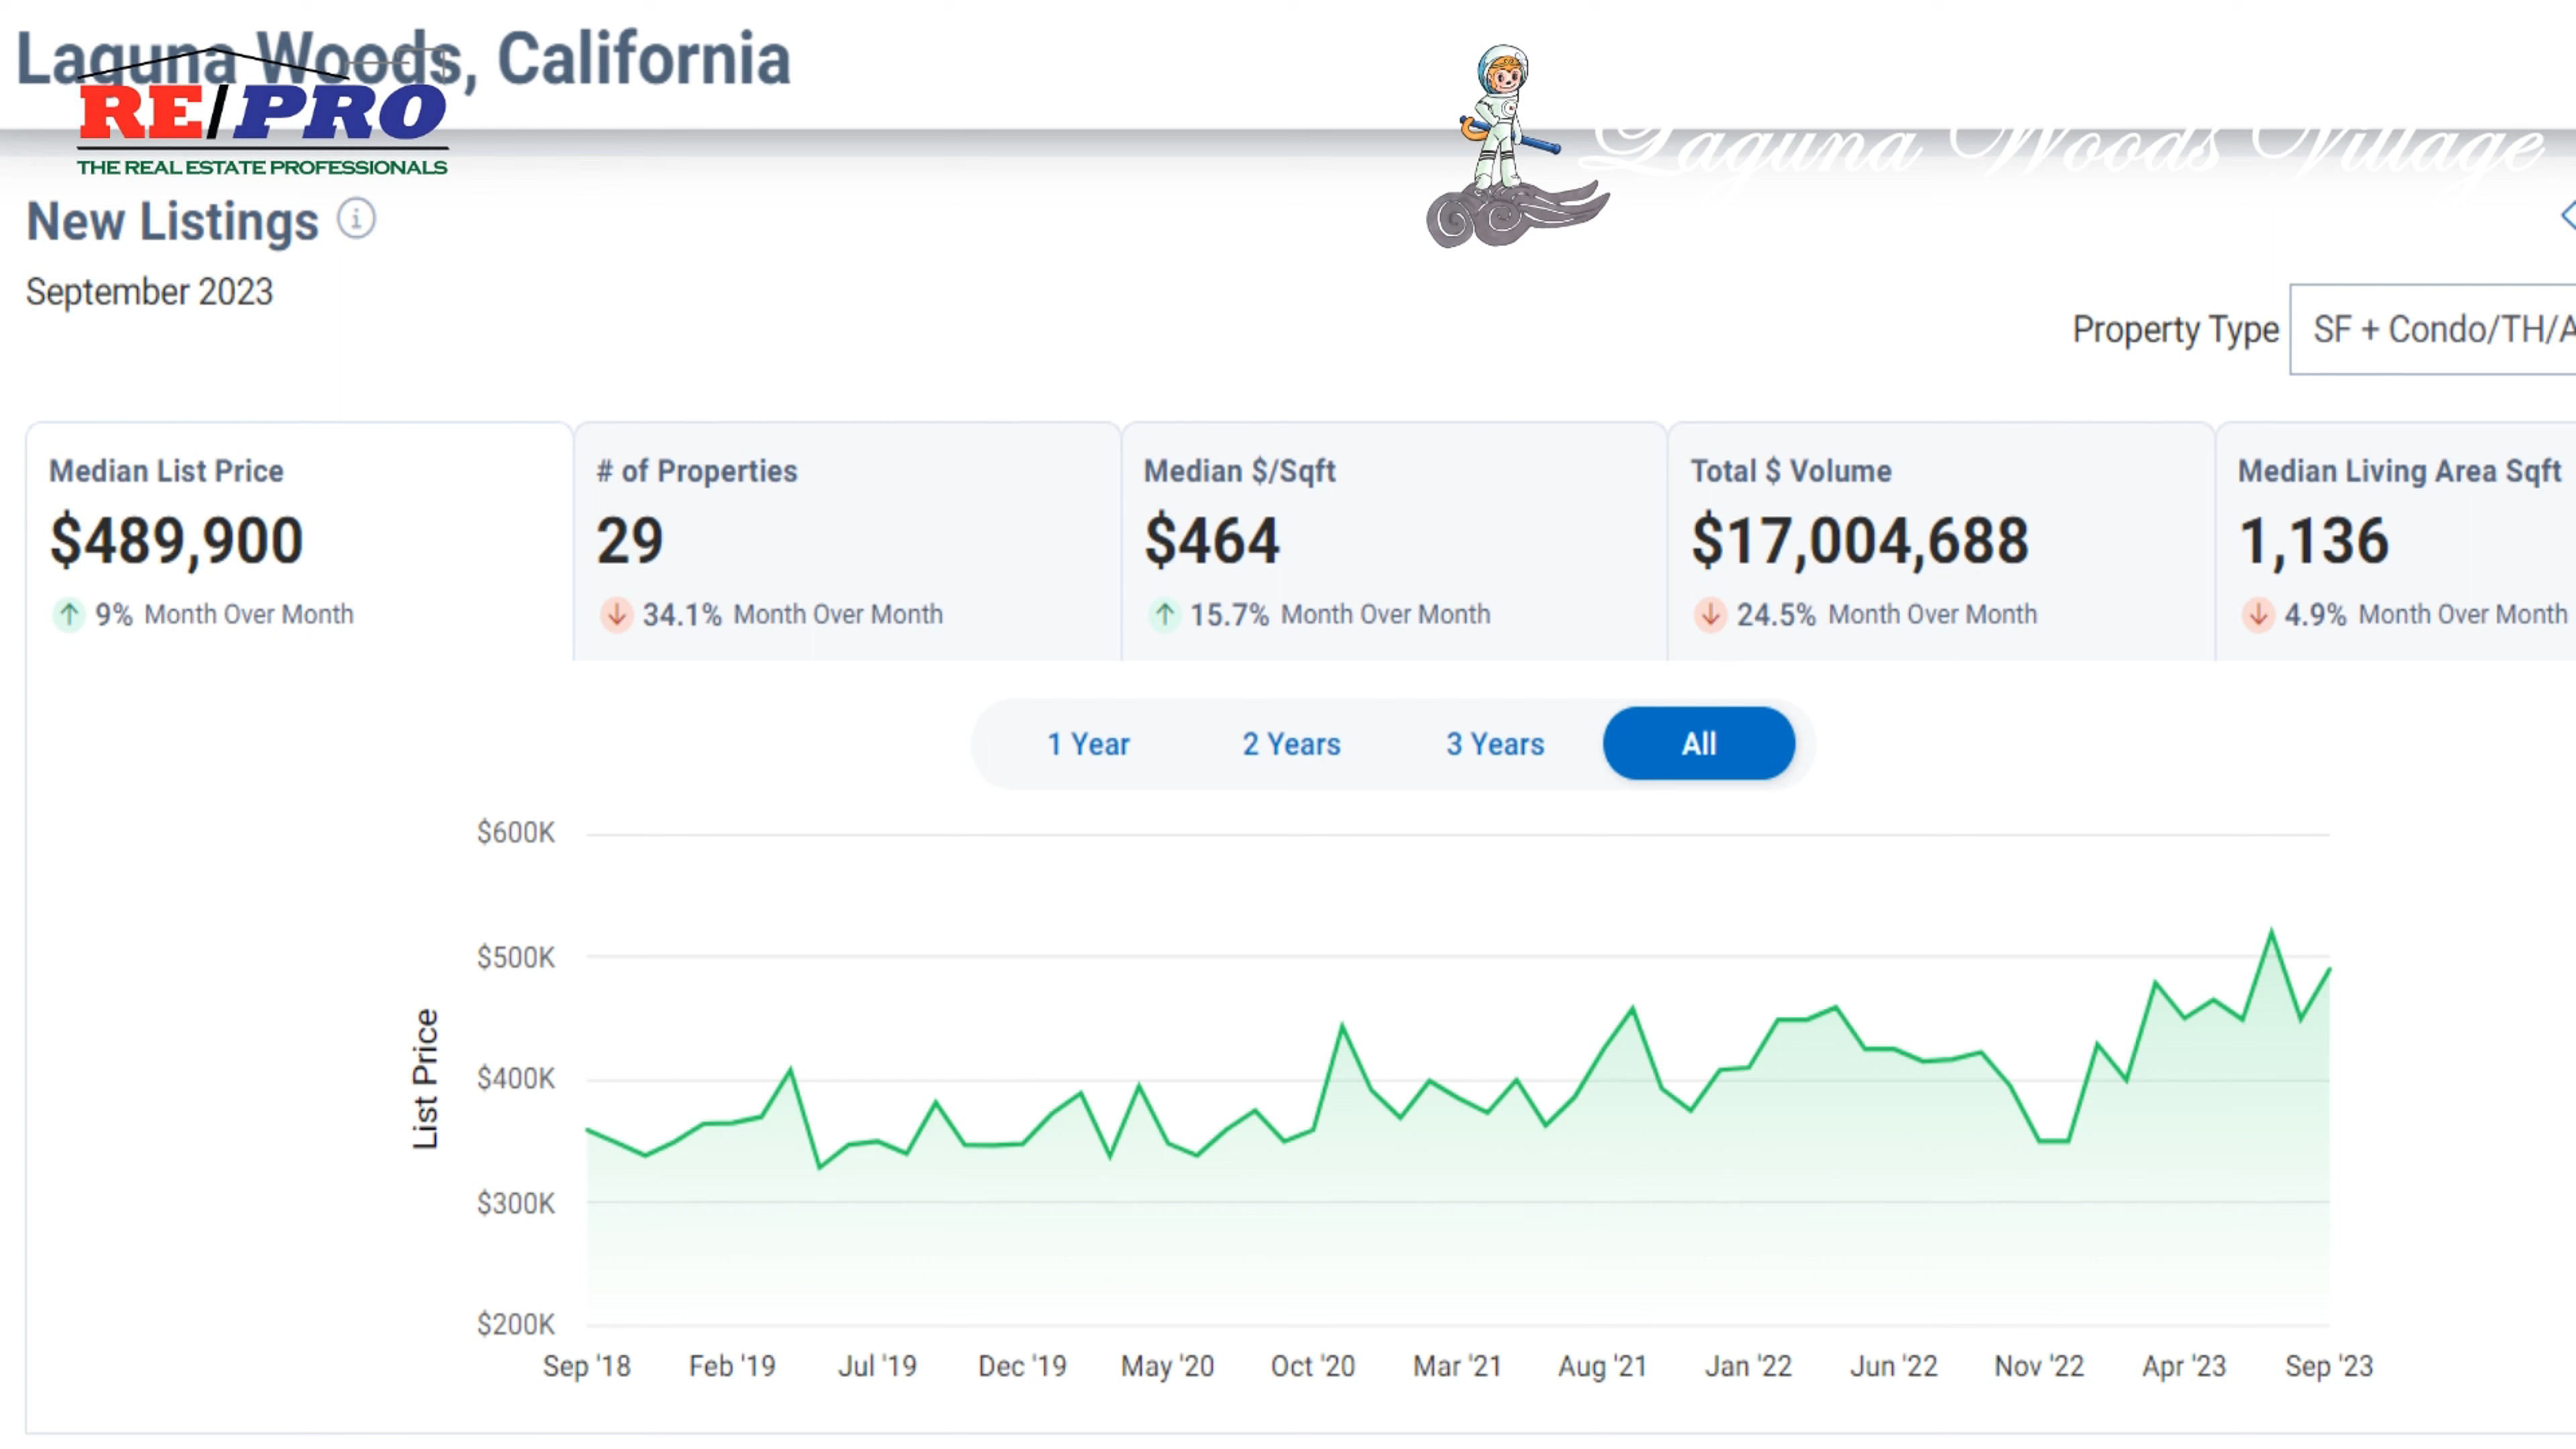 Laguna Woods, California
RE/PRO
THE REAL ESTATE PROFESSIONALS
Laguna Woods Village
New Listings
September 2023
Property Type SF + Condo/TH/A
Median List Price
$489,900
9% Month Over Month
# of Properties
29
34.1% Month Over Month
Median $/Sqft
$464
15.7% Month Over Month
Total $ Volume
$17,004,688
24.5% Month Over Month
Median Living Area Sqft
1,136
4.9% Month Over Month
1 Year 2 Years 3 Years All
List Price
$600K
$500K
$400K
$300K
$200K
Sep '18 Feb '19 Jul '19 Dec '19 May '20 Oct '20 Mar '21 Aug '21 Jan '22 Jun '22 Nov '22 Apr '23 Sep '23